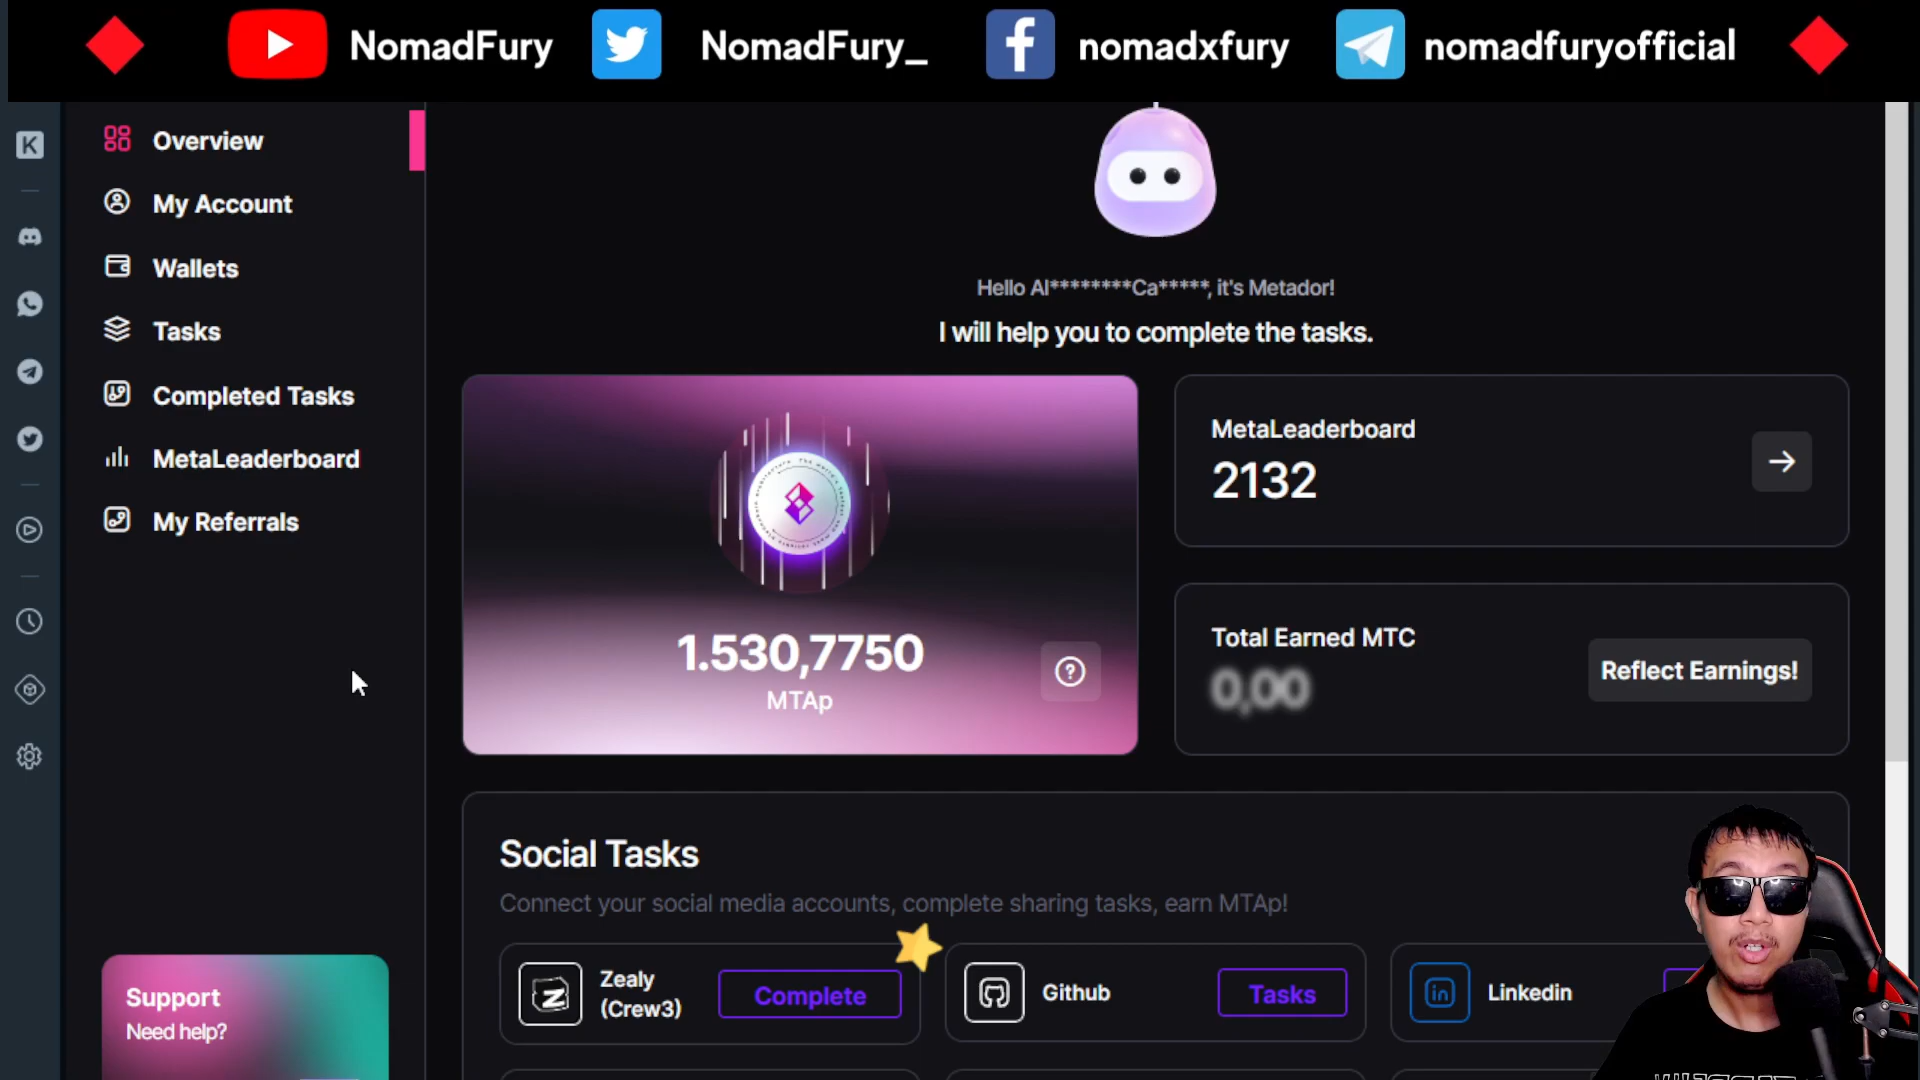 NomadFury
NomadFury_
nomadxfury
nomadfuryofficial
K
Overview
My Account
Wallets
Tasks
Completed Tasks
MetaLeaderboard
My Referrals
Hello Al********Ca*****, it's Metador!
I will help you to complete the tasks.
1.530,7750
MTAp
MetaLeaderboard
2132
Total Earned MTC
0,00
Reflect Earnings!
Social Tasks
Connect your social media accounts, complete sharing tasks, earn MTAp!
Zealy
(Crew3)
Complete
Github
Tasks
in
Linkedin
Support
Need help?